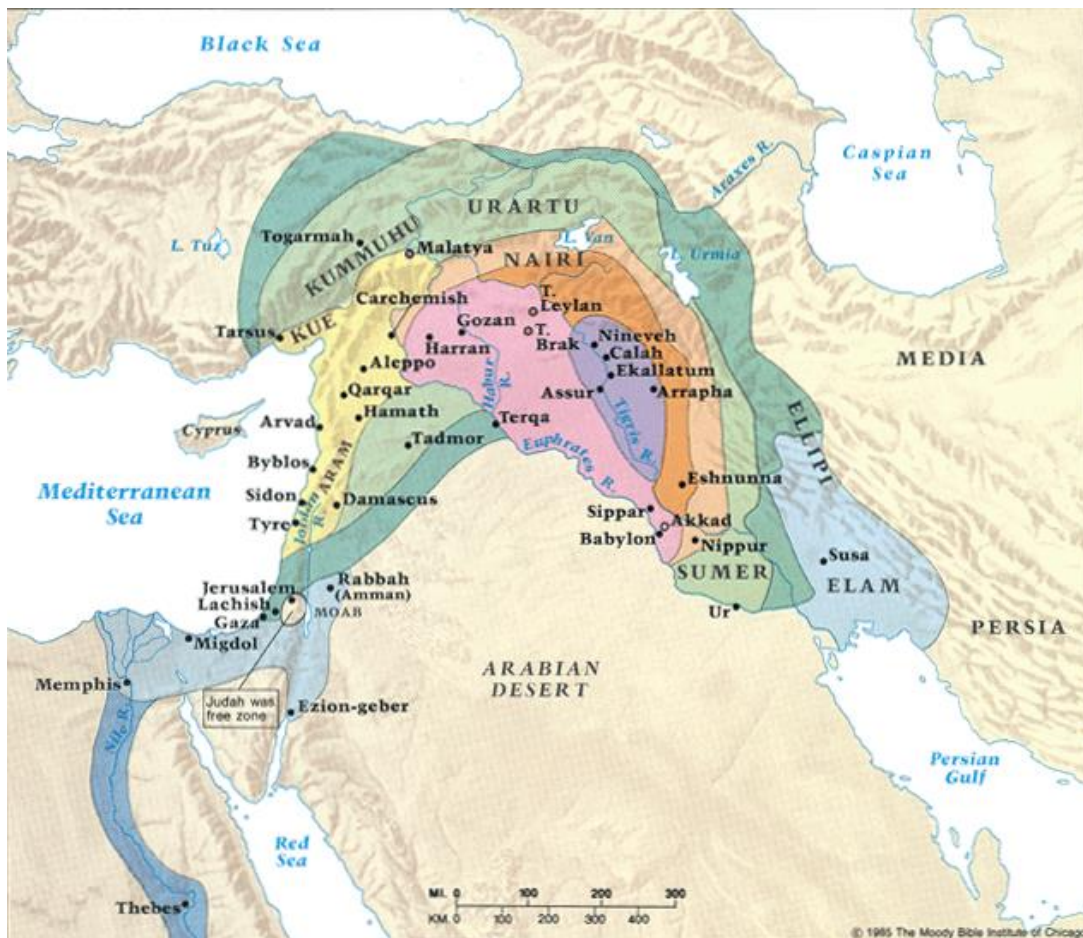 Black Sea
Caspian
Sea
Araxes R.
URARTU
Togarmah
KUMMUHU
Malatya
L. Tuz
L. Van
NAIRI
L. Urmia
Carchemish
T.
Leylan
Gozan
KUE
Tarsus
T.
Brak
Nineveh
Harran
Calah
MEDIA
Aleppo
Ekallatum
Habur
R.
Qarqar
Assur
Arrapha
Hamath
Tigris R.
ELLIPI
Arvad
Terqa
Cyprus
Tadmor
Euphrates R.
ARAM
Byblos
Mediterranean
Sea
Eshnunna
Sidon
Damascus
Jordan
R.
Sippar
Tyre
Akkad
Babylon
Nippur
Susa
SUMER
ELAM
Jerusalem
Rabbah
(Amman)
Lachish
MOAB
Gaza
Ur
PERSIA
Migdol
ARABIAN
DESERT
Memphis
Judah was
free zone
Ezion-geber
Nile R.
Persian
Gulf
Red
Sea
MI. 0 100 200 300
KM. 0 100 200 300 400
Thebes
© 1985 The Moody Bible Institute of Chicago